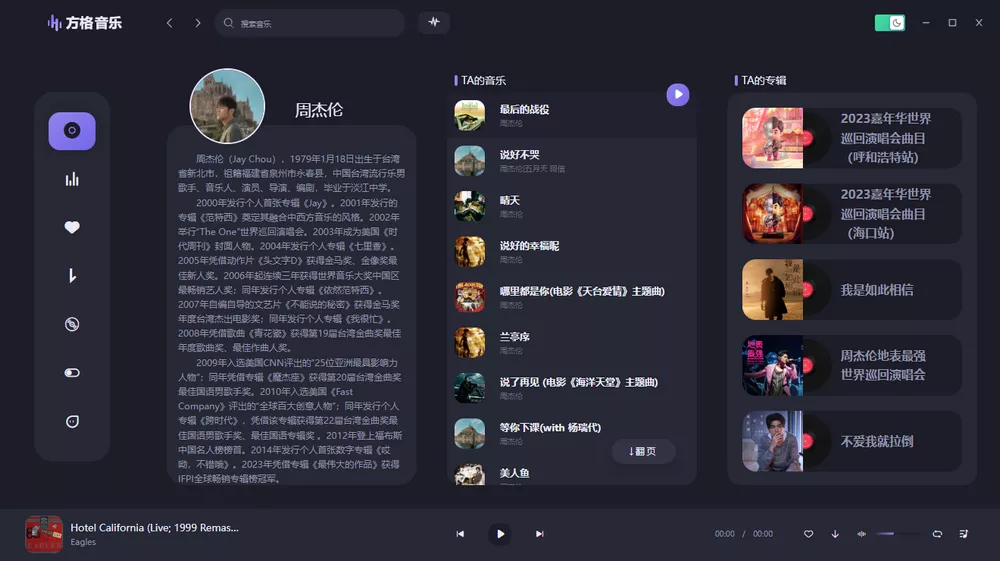 方格音乐
搜索音乐
周杰伦
周杰伦（Jay Chou），1979年1月18日出生于台湾
省新北市，祖籍福建省泉州市永春县，中国台湾流行乐男
歌手、音乐人、演员、导演、编剧，毕业于淡江中学。
2000年发行个人首张专辑《Jay》。2001年发行的
专辑《范特西》奠定其融合中西方音乐的风格。2002年
举行“The One”世界巡回演唱会。2003年成为美国《时
代周刊》封面人物。2004年发行个人专辑《七里香》。
2005年凭借动作片《头文字D》获得金马奖、金像奖最
佳新人奖。2006年起连续三年获得世界音乐大奖中国区
最畅销艺人奖；同年发行个人专辑《依然范特西》。
2007年自编自导的文艺片《不能说的秘密》获得金马奖
年度台湾杰出电影奖；同年发行个人专辑《我很忙》。
2008年凭借歌曲《青花瓷》获得第19届台湾金曲奖最佳
年度歌曲奖、最佳作曲人奖。
2009年入选美国CNN评出的“25位亚洲最具影响力
人物”；同年凭借专辑《魔杰座》获得第20届台湾金曲奖
最佳国语男歌手奖。2010年入选美国《Fast
Company》评出的“全球百大创意人物”；同年发行个人
专辑《跨时代》，凭借该专辑获得第22届台湾金曲奖最
佳国语男歌手奖、最佳国语专辑奖 。2012年登上福布斯
中国名人榜榜首。2014年发行个人首张数字专辑《哎
呦，不错哦》。2023年凭借专辑《最伟大的作品》获得
IFPI全球畅销专辑榜冠军。
TA的音乐
最后的战役
周杰伦
说好不哭
周杰伦|五月天 阿信
晴天
周杰伦
说好的幸福呢
周杰伦
哪里都是你(电影《天台爱情》主题曲)
周杰伦
兰亭序
周杰伦
说了再见 (电影《海洋天堂》主题曲)
周杰伦
等你下课(with 杨瑞代)
周杰伦
美人鱼
↓翻页
TA的专辑
2023嘉年华世界
巡回演唱会曲目
（呼和浩特站）
2023嘉年华世界
巡回演唱会曲目
（海口站）
我是如此相信
周杰伦地表最强
世界巡回演唱会
不爱我就拉倒
Hotel California (Live; 1999 Remas...
Eagles
00:00 / 00:00